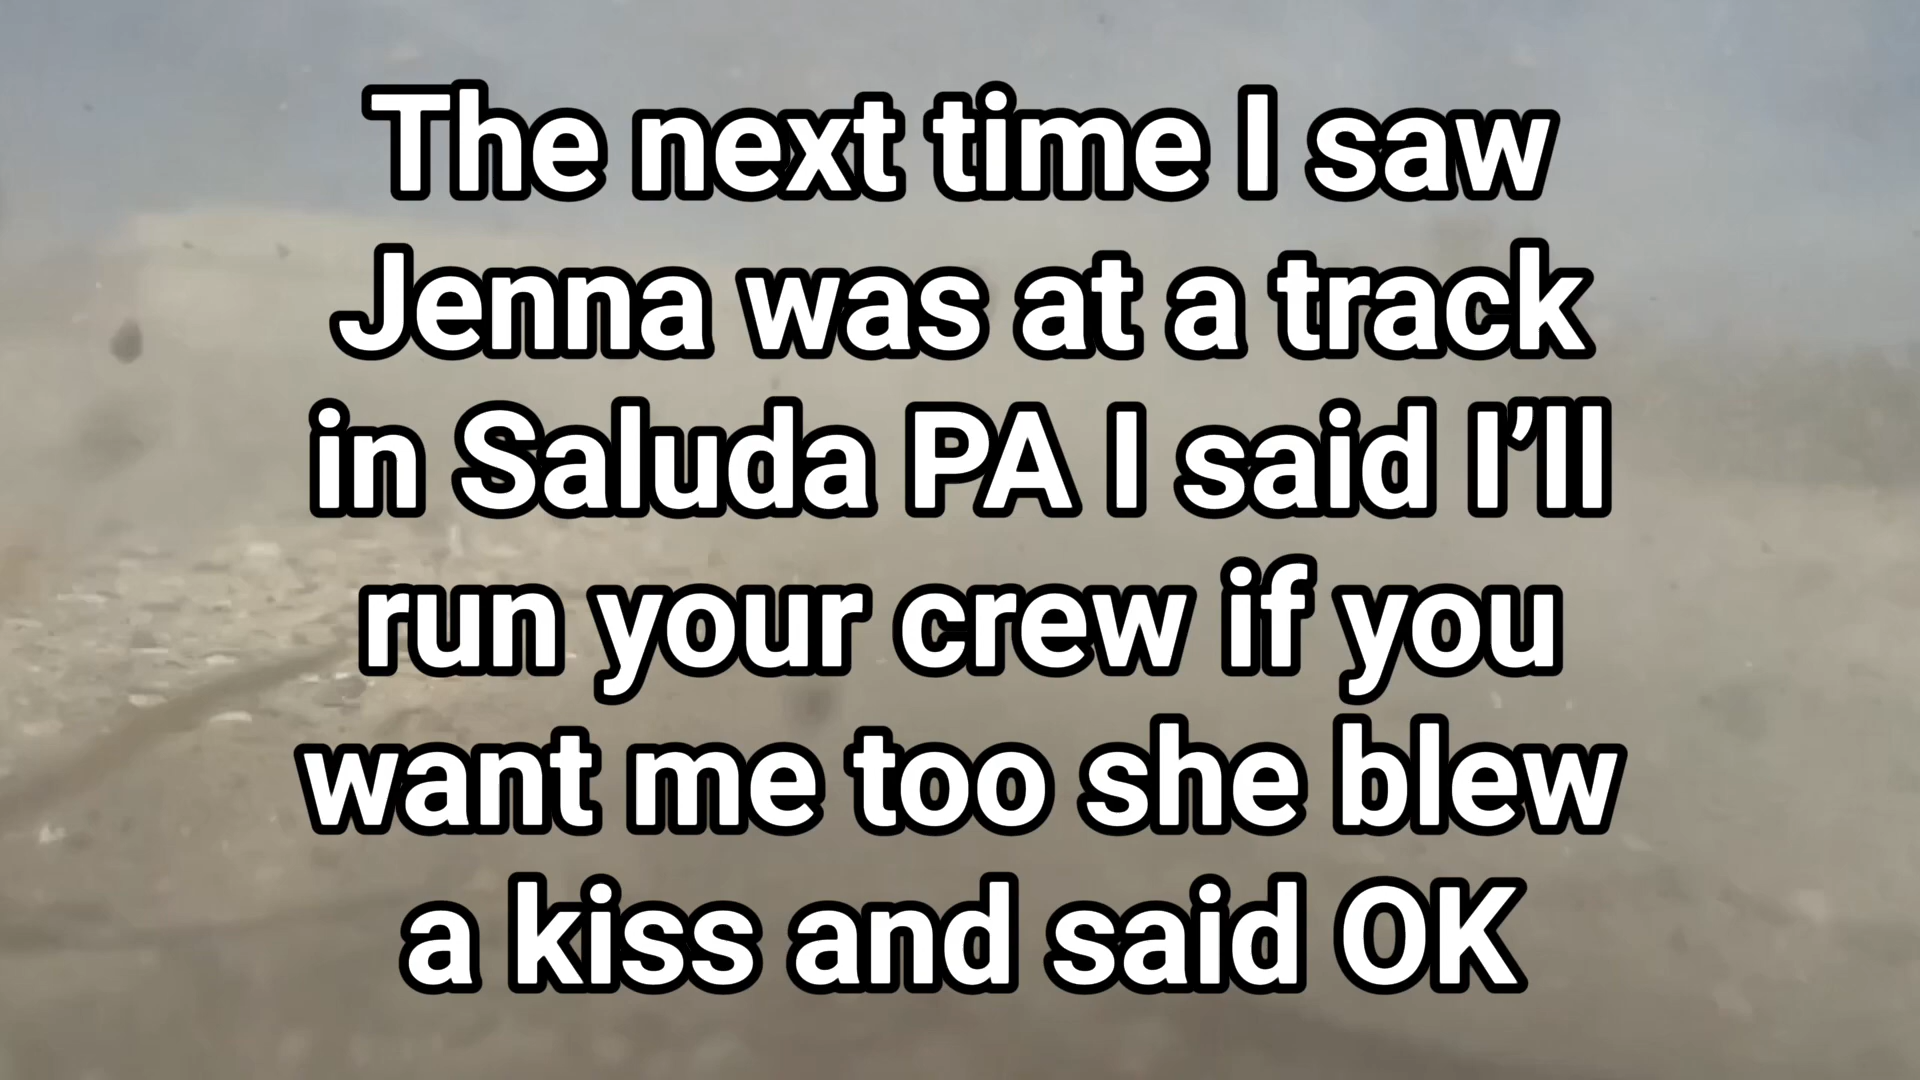 The next time I saw
Jenna was at a track
in Saluda PA I said I’ll
run your crew if you
want me too she blew
a kiss and said OK